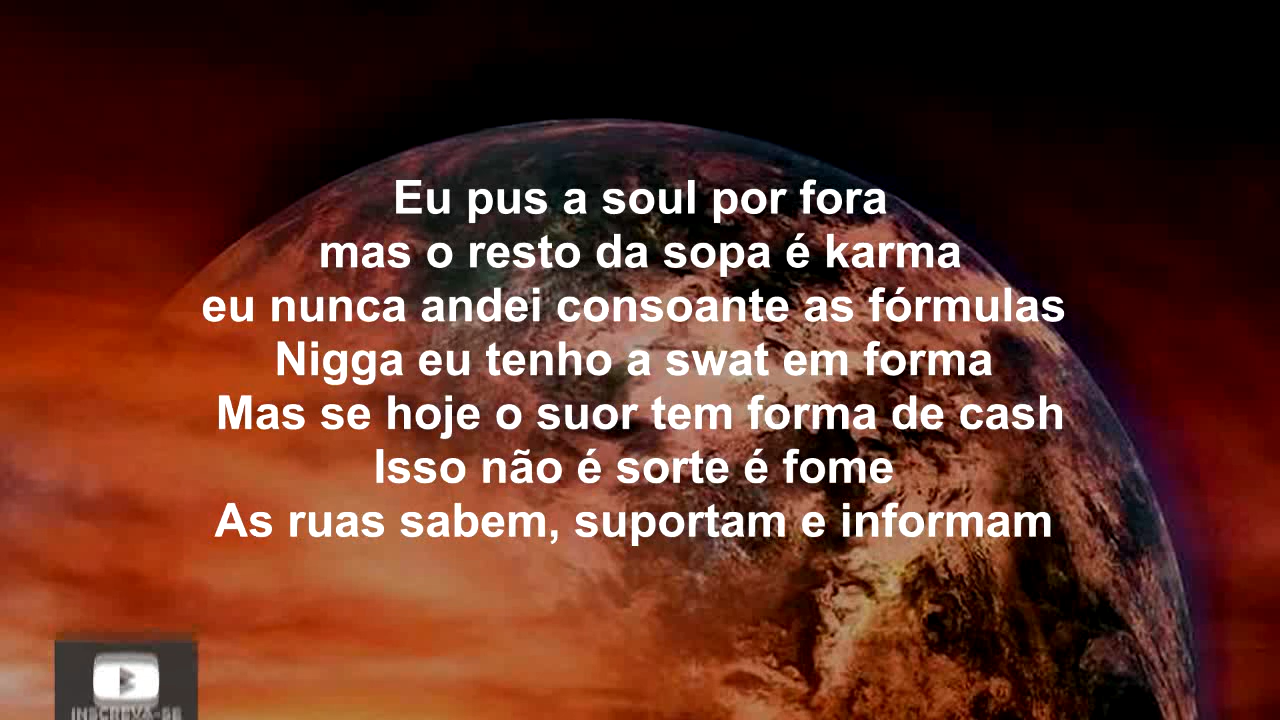 Eu pus a soul por fora
mas o resto da sopa é karma
eu nunca andei consoante as fórmulas
Nigga eu tenho a swat em forma
Mas se hoje o suor tem forma de cash
Isso não é sorte é fome
As ruas sabem, suportam e informam
INSCREVA-SE